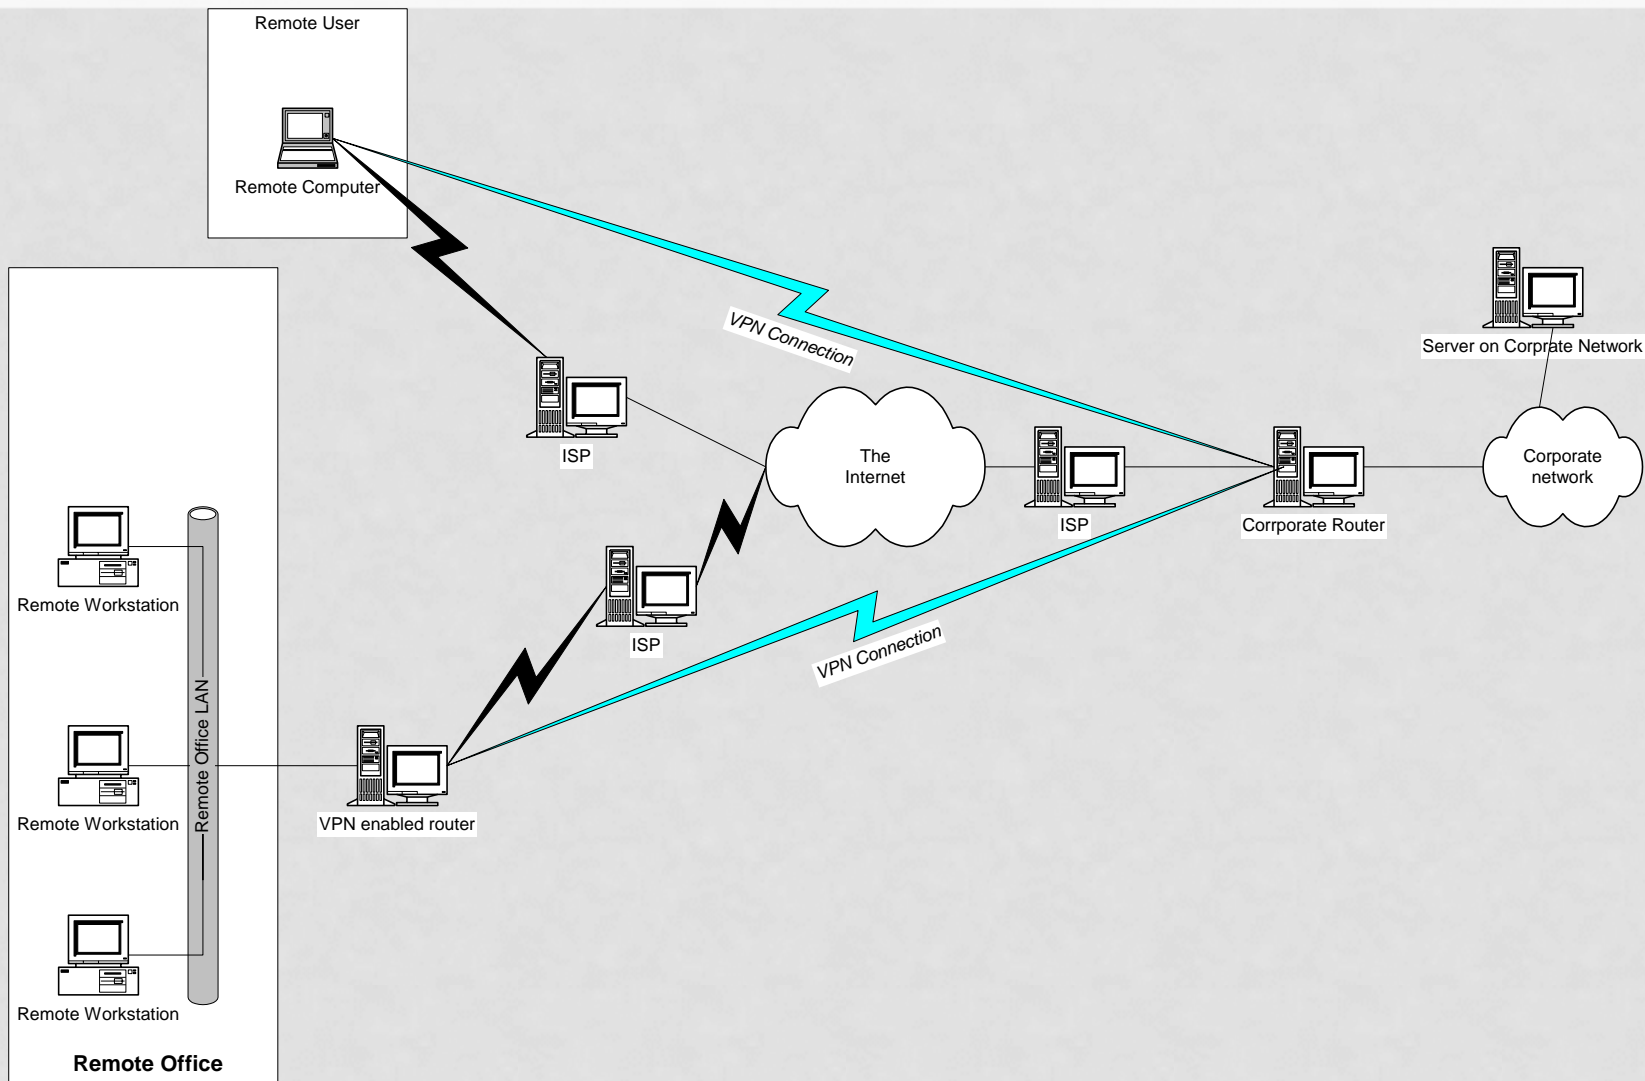 Remote User
Remote Computer
VPN Connection
Server on Corprate Network
ISP
The
Internet
Corporate
network
ISP
Corrporate Router
Remote Workstation
ISP
VPN Connection
Remote Office LAN
Remote Workstation
VPN enabled router
Remote Workstation
Remote Office